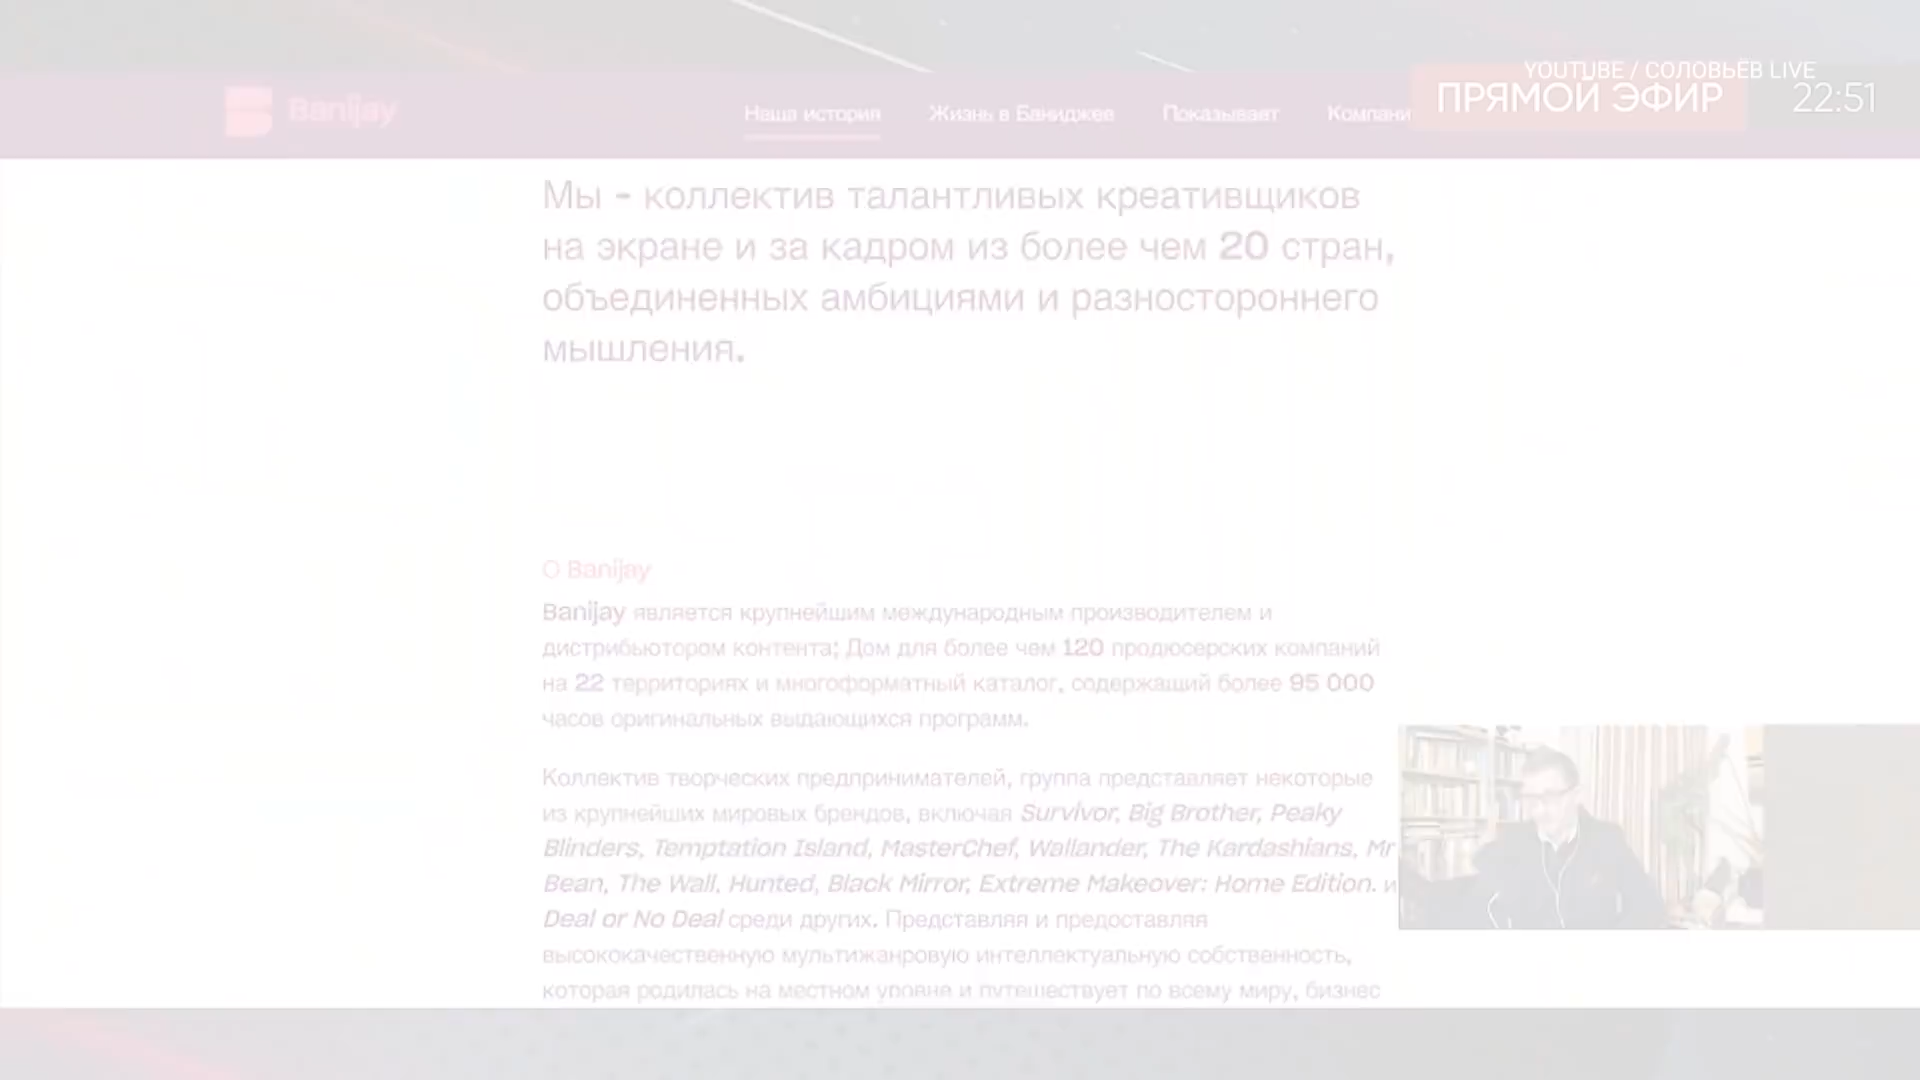 YOUTUBE / СОЛОВЬЁВ LIVE
ПРЯМОЙ ЭФИР 22:51
Banijay
Наша история Жизнь в Баниджее Показывает Компани
Мы - коллектив талантливых креативщиков
на экране и за кадром из более чем 20 стран,
объединенных амбициями и разностороннего
мышления.
О Banijay
Banijay является крупнейшим международным производителем и
дистрибьютором контента; Дом для более чем 120 продюсерских компаний
на 22 территориях и многоформатный каталог, содержащий более 95 000
часов оригинальных выдающихся программ.
Коллектив творческих предпринимателей, группа представляет некоторые
из крупнейших мировых брендов, включая Survivor, Big Brother, Peaky
Blinders, Temptation Island, MasterChef, Wallander, The Kardashians, Mr
Bean, The Wall, Hunted, Black Mirror, Extreme Makeover: Home Edition. и
Deal or No Deal среди других. Представляя и предоставляя
высококачественную мультижанровую интеллектуальную собственность,
которая родилась на местном уровне и путешествует по всему миру, бизнес